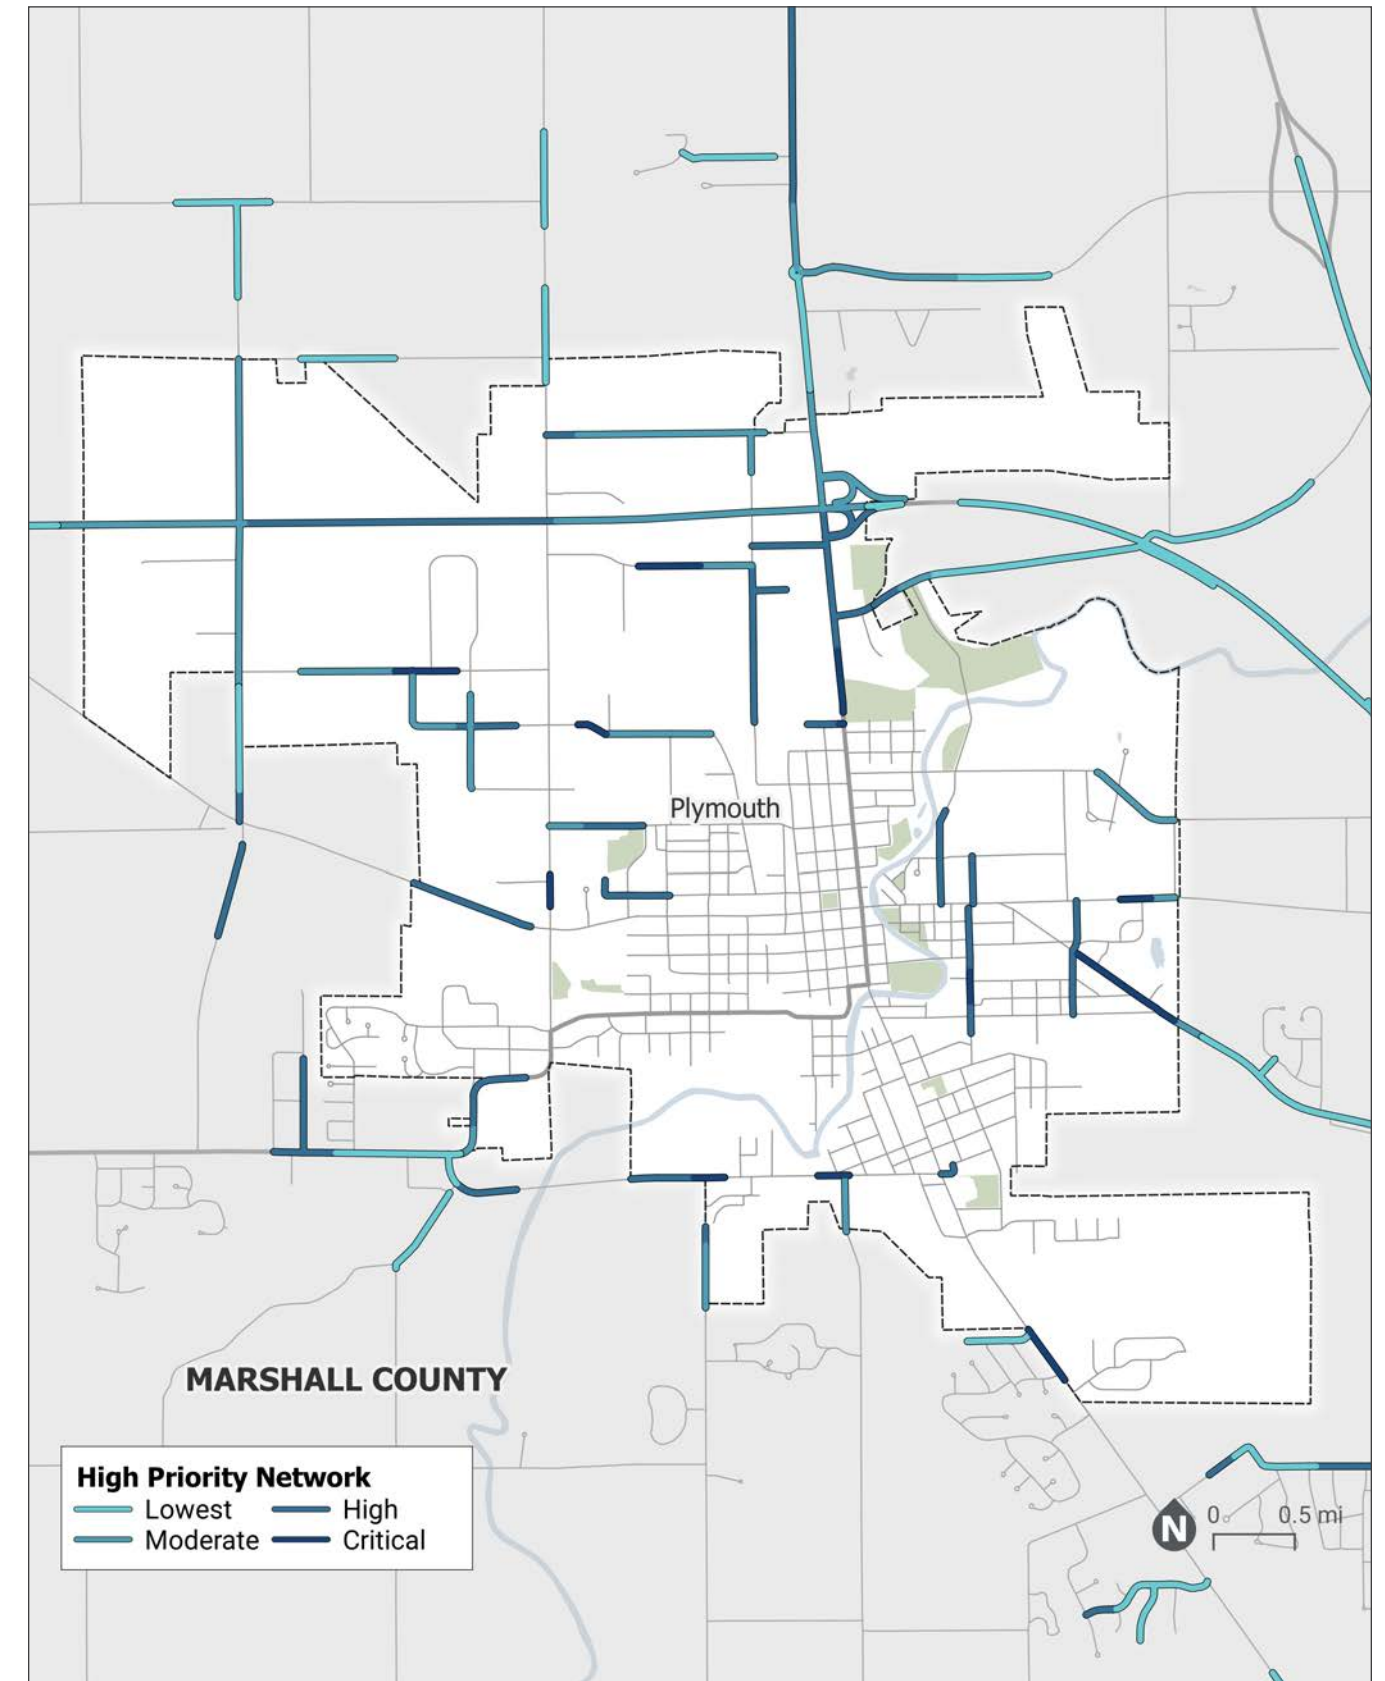 Plymouth
MARSHALL COUNTY
High Priority Network
Lowest
High
Moderate
Critical
N
0
0.5 mi